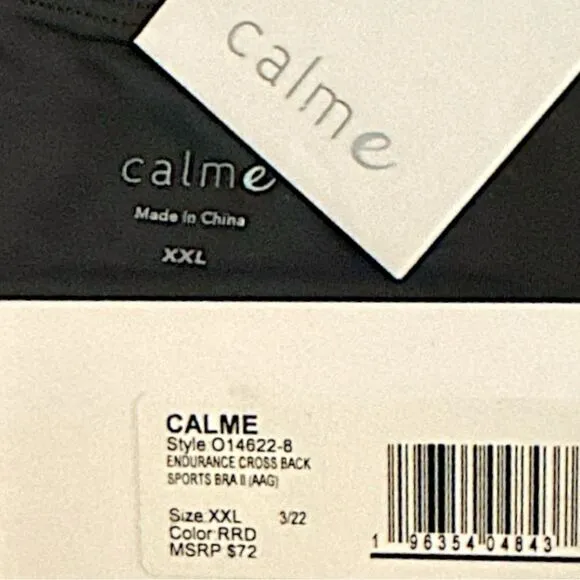 calme
calme
Made in China
XXL
CALME
Style O14622-8
ENDURANCE CROSS BACK
SPORTS BRA II (AAG)
Size XXL 3/22
Color RRD
MSRP $72
1 96354 04843